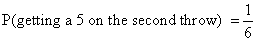 P(getting a 5 on the second throw) = 1/6